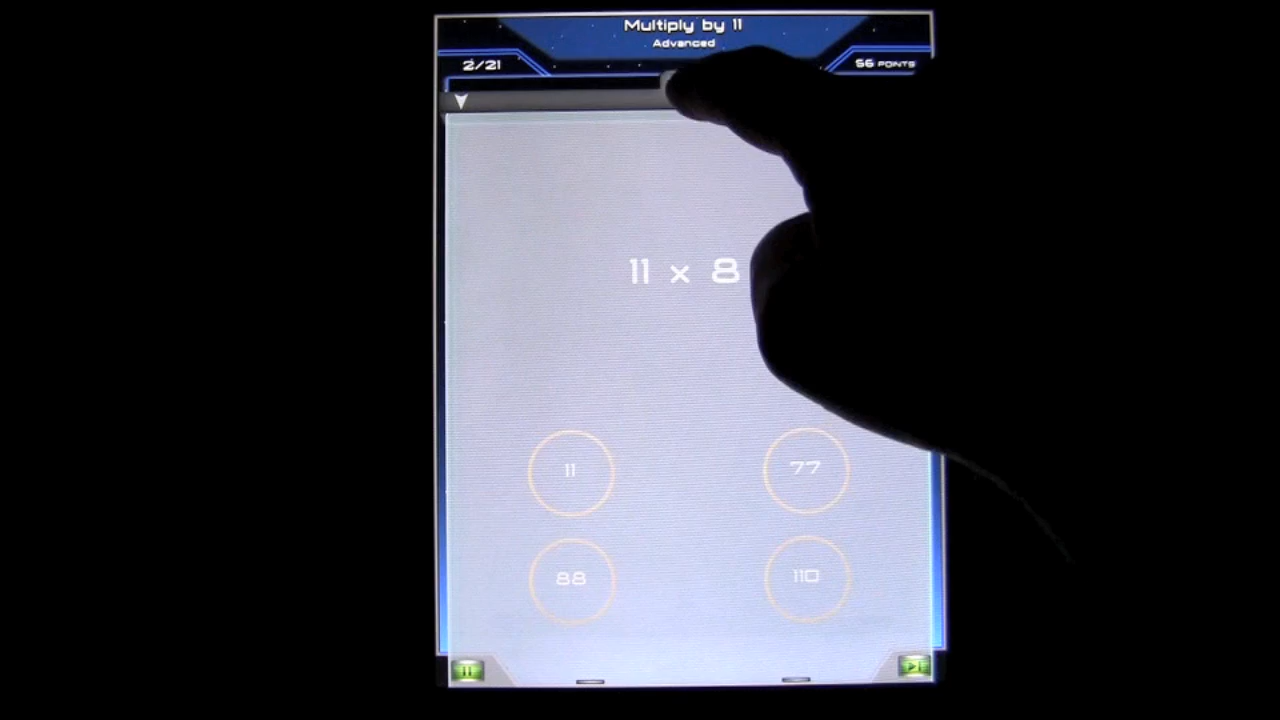 Multiply by 11
Advanced
2/21
56 POINTS
11 x 8
11
77
88
110